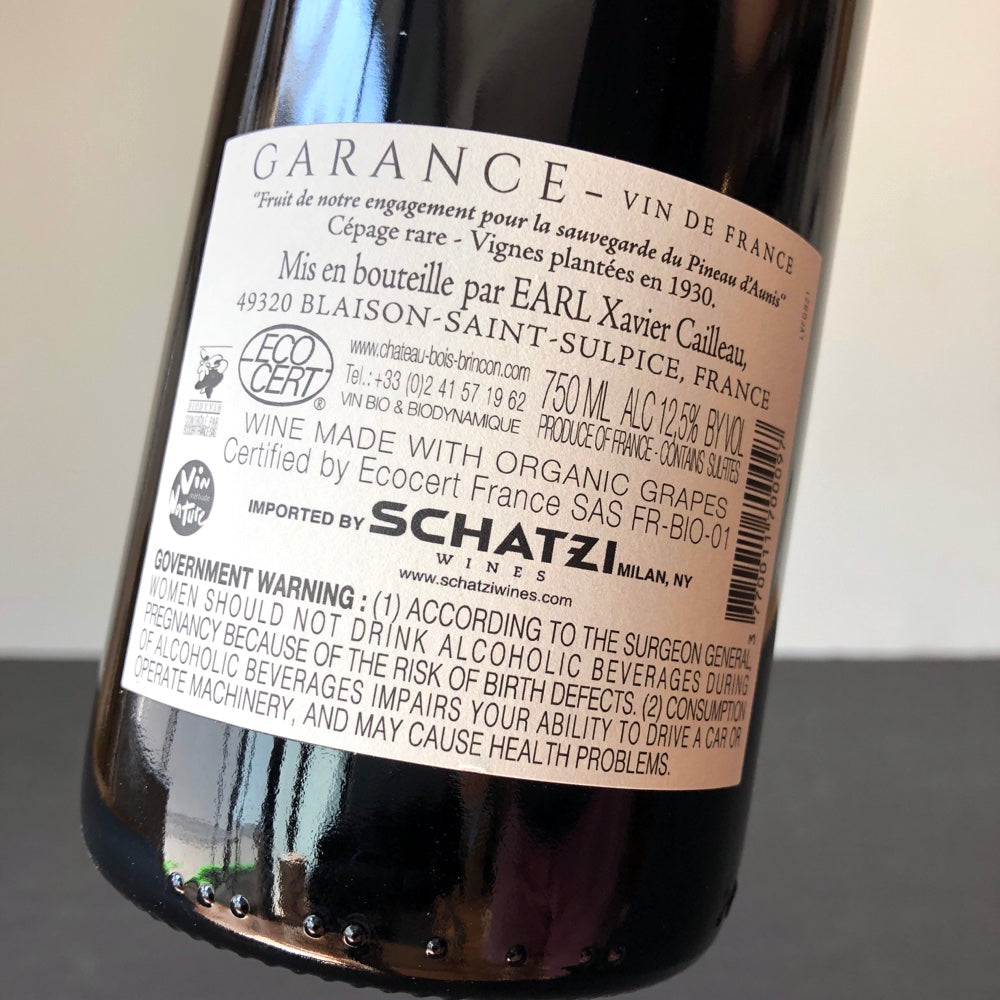 GARANCE - VIN DE FRANCE
"Fruit de notre engagement pour la sauvegarde du Pineau d'Aunis"
Cépage rare - Vignes plantées en 1930.
Mis en bouteille par EARL Xavier Cailleau,
49320 BLAISON-SAINT-SULPICE, FRANCE
ECO
CERT
®
www.chateau-bois-brincon.com
Tel.: +33 (0)2 41 57 19 62
VIN BIO & BIODYNAMIQUE
750 ML ALC 12,5% BY VOL
PRODUCE OF FRANCE - CONTAINS SULFITES
WINE MADE WITH ORGANIC GRAPES
Certified by Ecocert France SAS FR-BIO-01
Vin
méthode
Nature
IMPORTED BY SCHATZI MILAN, NY
WINES
www.schatziwines.com
GOVERNMENT WARNING : (1) ACCORDING TO THE SURGEON GENERAL,
WOMEN SHOULD NOT DRINK ALCOHOLIC BEVERAGES DURING
PREGNANCY BECAUSE OF THE RISK OF BIRTH DEFECTS. (2) CONSUMPTION
OF ALCOHOLIC BEVERAGES IMPAIRS YOUR ABILITY TO DRIVE A CAR OR
OPERATE MACHINERY, AND MAY CAUSE HEALTH PROBLEMS.